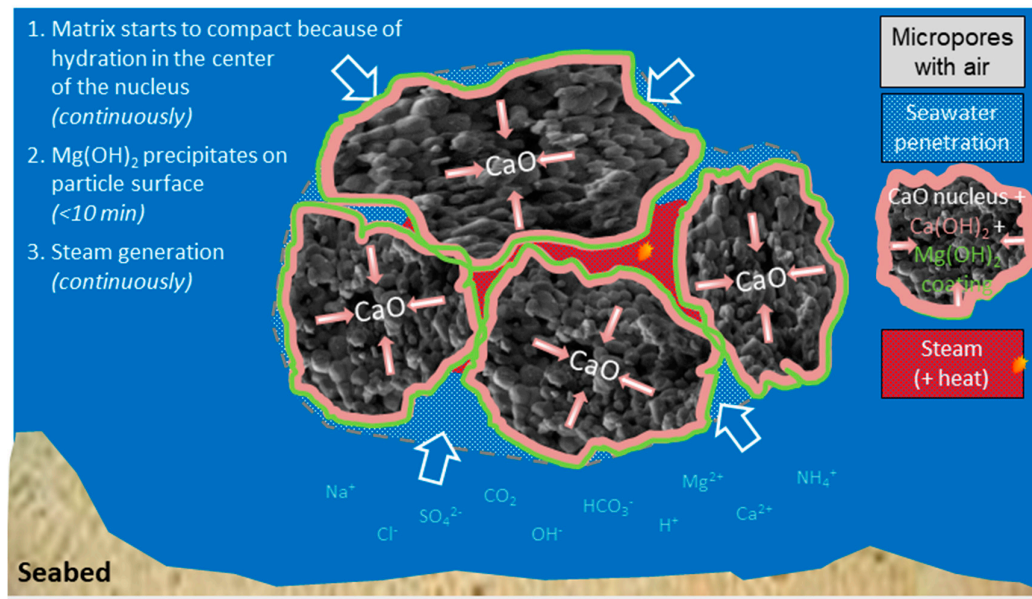 1. Matrix starts to compact because of
hydration in the center
of the nucleus
(continuously)
2. Mg(OH)₂ precipitates on
particle surface
(<10 min)
3. Steam generation
(continuously)
Micropores
with air
Seawater
penetration
CaO nucleus +
Ca(OH)₂ +
Mg(OH)₂
coating
Steam
(+ heat)
CaO
CaO
CaO
CaO
Na⁺
Cl⁻
SO₄²⁻
CO₂
OH⁻
HCO₃⁻
H⁺
Mg²⁺
Ca²⁺
NH₄⁺
Seabed